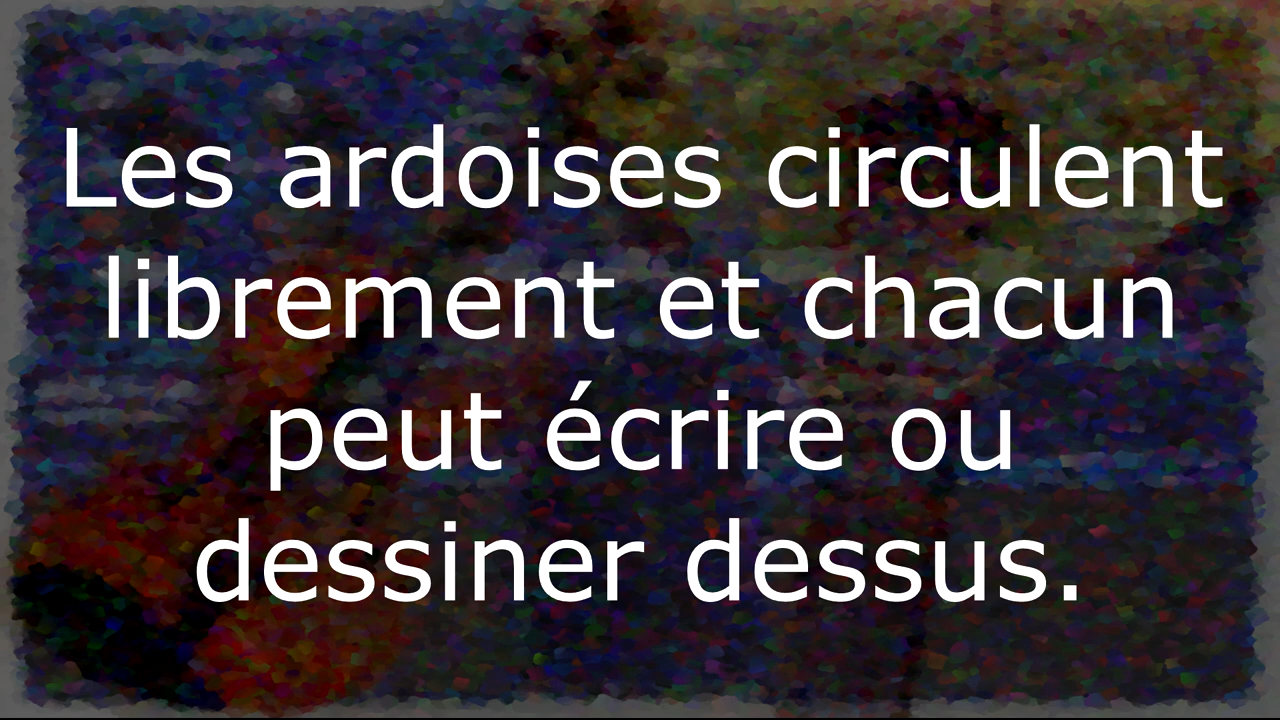 Les ardoises circulent
librement et chacun
peut écrire ou
dessiner dessus.